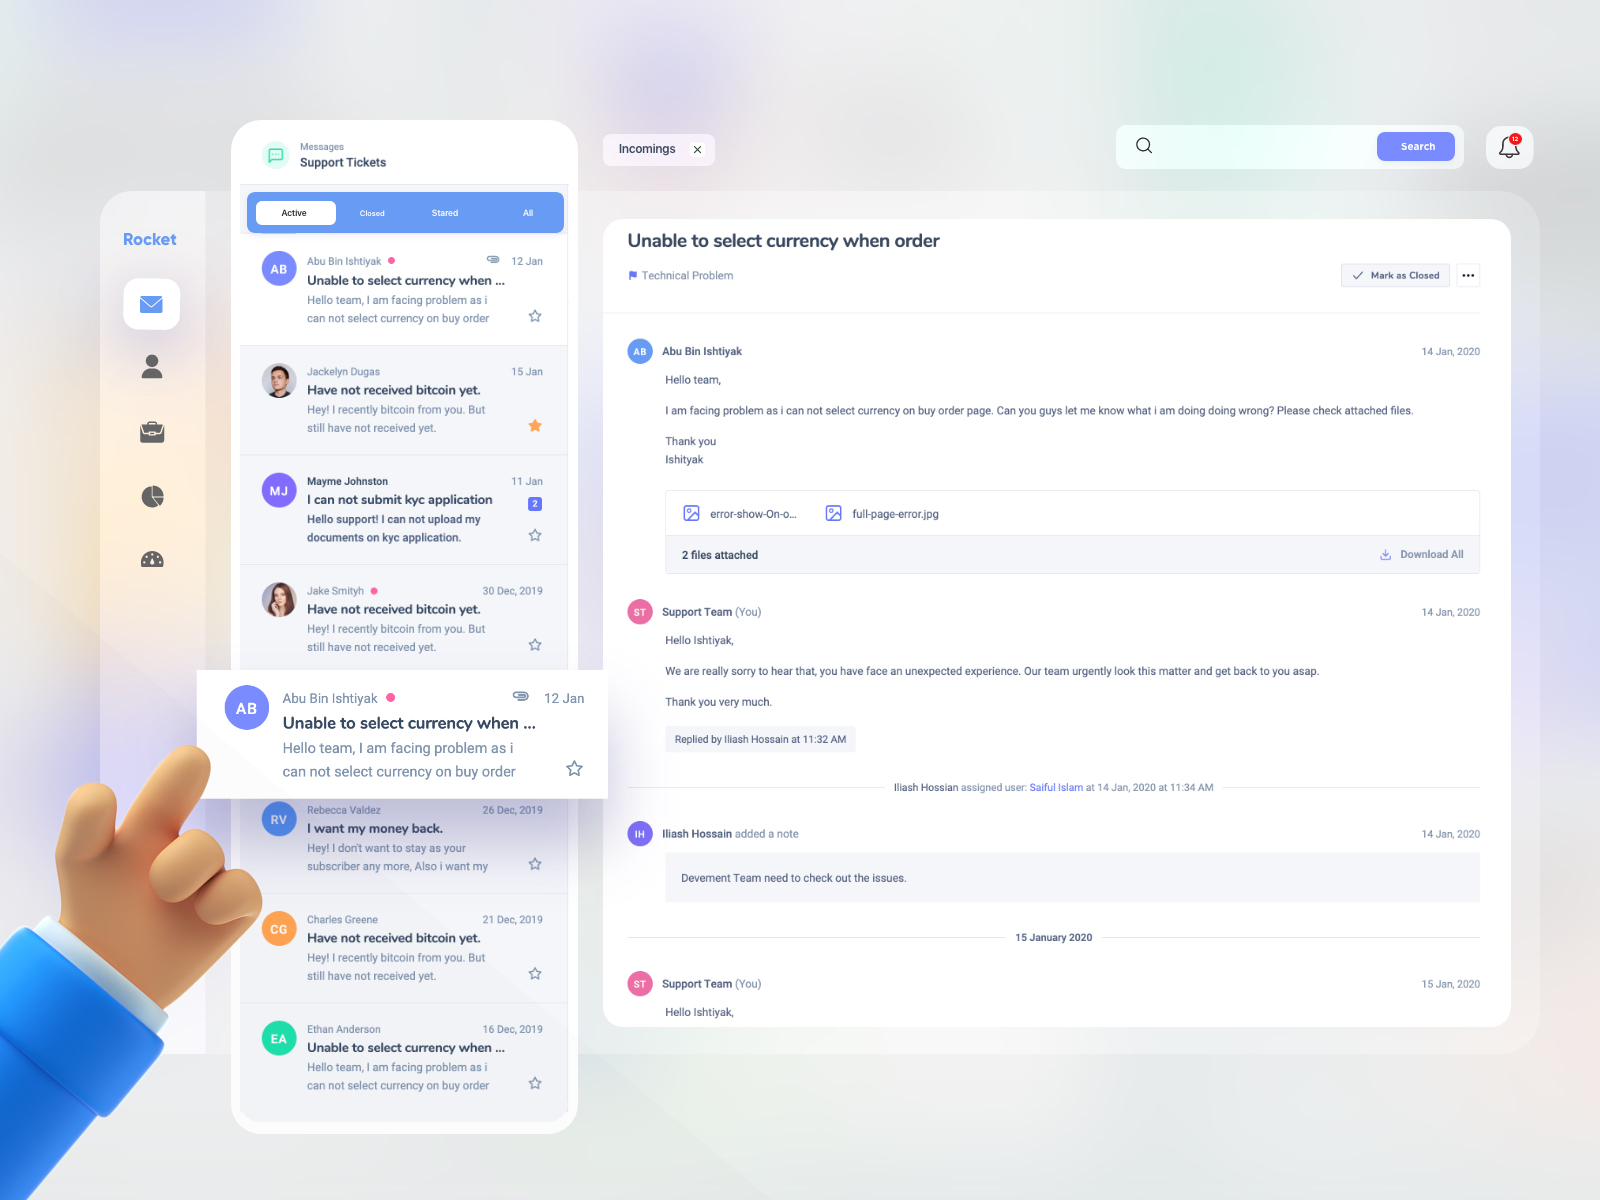 Messages
Support Tickets
Incomings
Search
12
Rocket
Active
Closed
Stared
All
AB
Abu Bin Ishtiyak
12 Jan
Unable to select currency when ...
Hello team, I am facing problem as i
can not select currency on buy order
Jackelyn Dugas
15 Jan
Have not received bitcoin yet.
Hey! I recently bitcoin from you. But
still have not received yet.
MJ
Mayme Johnston
11 Jan
I can not submit kyc application
2
Hello support! I can not upload my
documents on kyc application.
Jake Smityh
30 Dec, 2019
Have not received bitcoin yet.
Hey! I recently bitcoin from you. But
still have not received yet.
AB
Abu Bin Ishtiyak
12 Jan
Unable to select currency when ...
Hello team, I am facing problem as i
can not select currency on buy order
RV
Rebecca Valdez
26 Dec, 2019
I want my money back.
Hey! I don't want to stay as your
subscriber any more, Also i want my
CG
Charles Greene
21 Dec, 2019
Have not received bitcoin yet.
Hey! I recently bitcoin from you. But
still have not received yet.
EA
Ethan Anderson
16 Dec, 2019
Unable to select currency when ...
Hello team, I am facing problem as i
can not select currency on buy order
Unable to select currency when order
Technical Problem
Mark as Closed
AB
Abu Bin Ishtiyak
14 Jan, 2020
Hello team,
I am facing problem as i can not select currency on buy order page. Can you guys let me know what i am doing doing wrong? Please check attached files.
Thank you
Ishityak
error-show-On-o...
full-page-error.jpg
2 files attached
Download All
ST
Support Team (You)
14 Jan, 2020
Hello Ishtiyak,
We are really sorry to hear that, you have face an unexpected experience. Our team urgently look this matter and get back to you asap.
Thank you very much.
Replied by Iliash Hossain at 11:32 AM
Iliash Hossian assigned user: Saiful Islam at 14 Jan, 2020 at 11:34 AM
IH
Iliash Hossain added a note
14 Jan, 2020
Devement Team need to check out the issues.
15 January 2020
ST
Support Team (You)
15 Jan, 2020
Hello Ishtiyak,